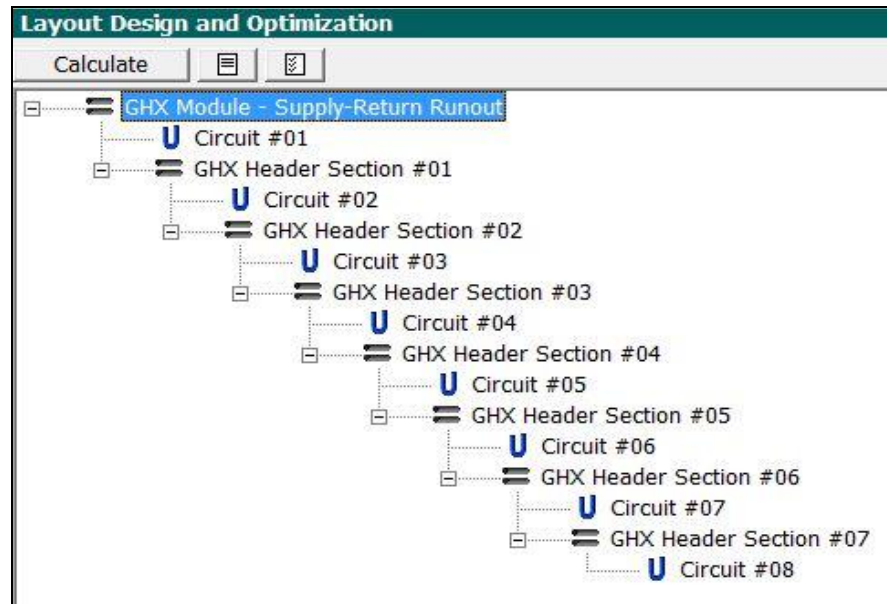 Layout Design and Optimization
Calculate
GHX Module - Supply-Return Runout
Circuit #01
GHX Header Section #01
Circuit #02
GHX Header Section #02
Circuit #03
GHX Header Section #03
Circuit #04
GHX Header Section #04
Circuit #05
GHX Header Section #05
Circuit #06
GHX Header Section #06
Circuit #07
GHX Header Section #07
Circuit #08